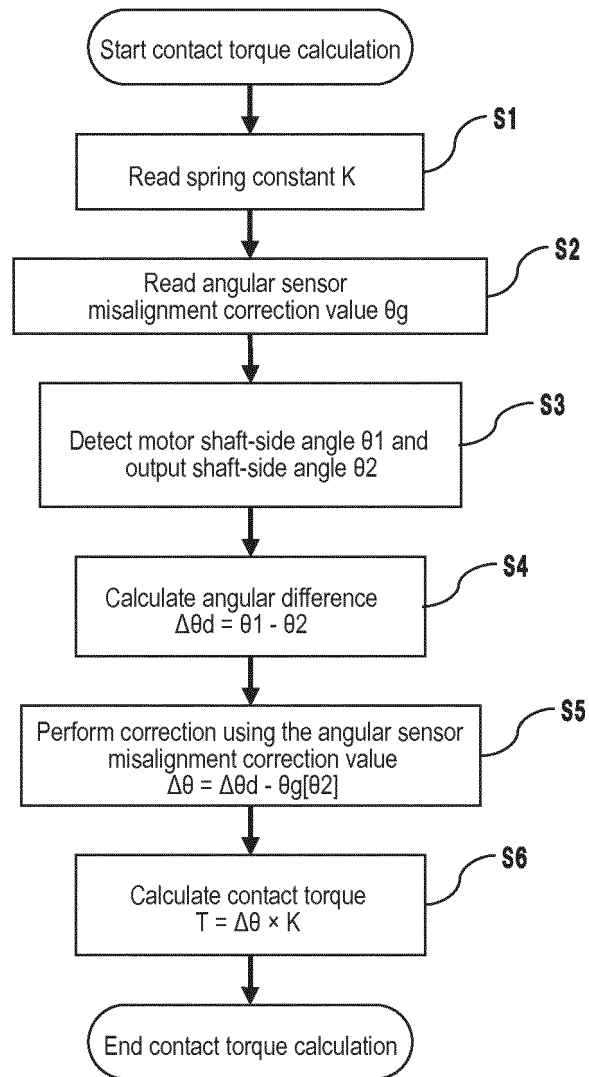 Start contact torque calculation
S1
Read spring constant K
S2
Read angular sensor
misalignment correction value θg
S3
Detect motor shaft-side angle θ1 and
output shaft-side angle θ2
S4
Calculate angular difference
Δθd = θ1 - θ2
S5
Perform correction using the angular sensor
misalignment correction value
Δθ = Δθd - θg[θ2]
S6
Calculate contact torque
T = Δθ × K
End contact torque calculation